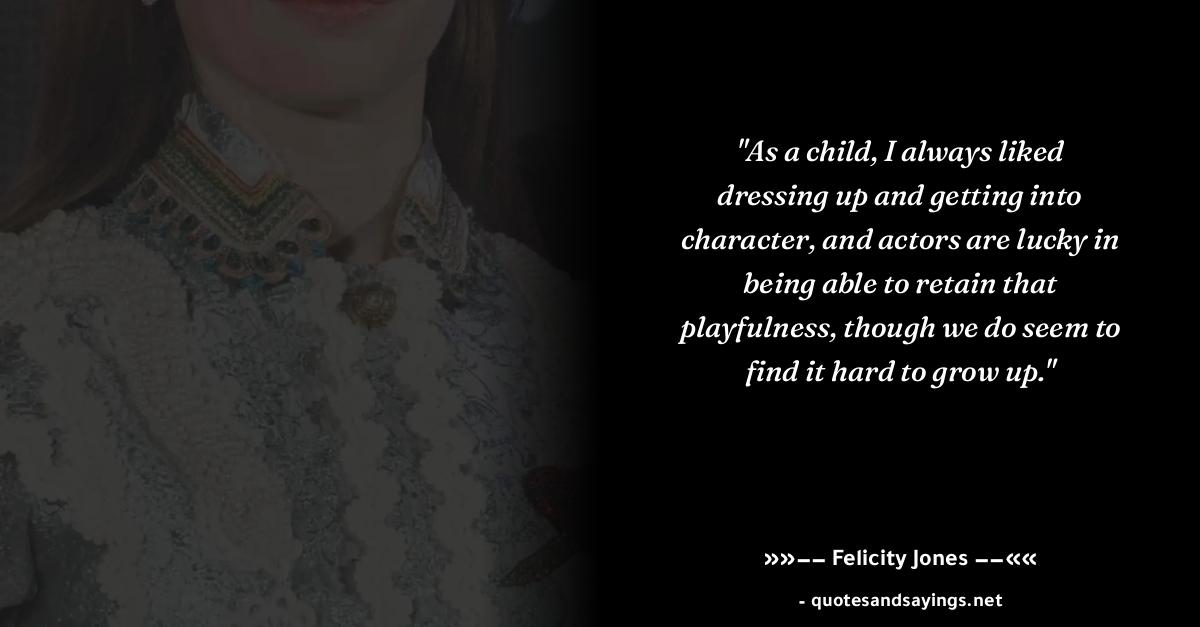 "As a child, I always liked
dressing up and getting into
character, and actors are lucky in
being able to retain that
playfulness, though we do seem to
find it hard to grow up."
»»−− Felicity Jones −−««
- quotesandsayings.net